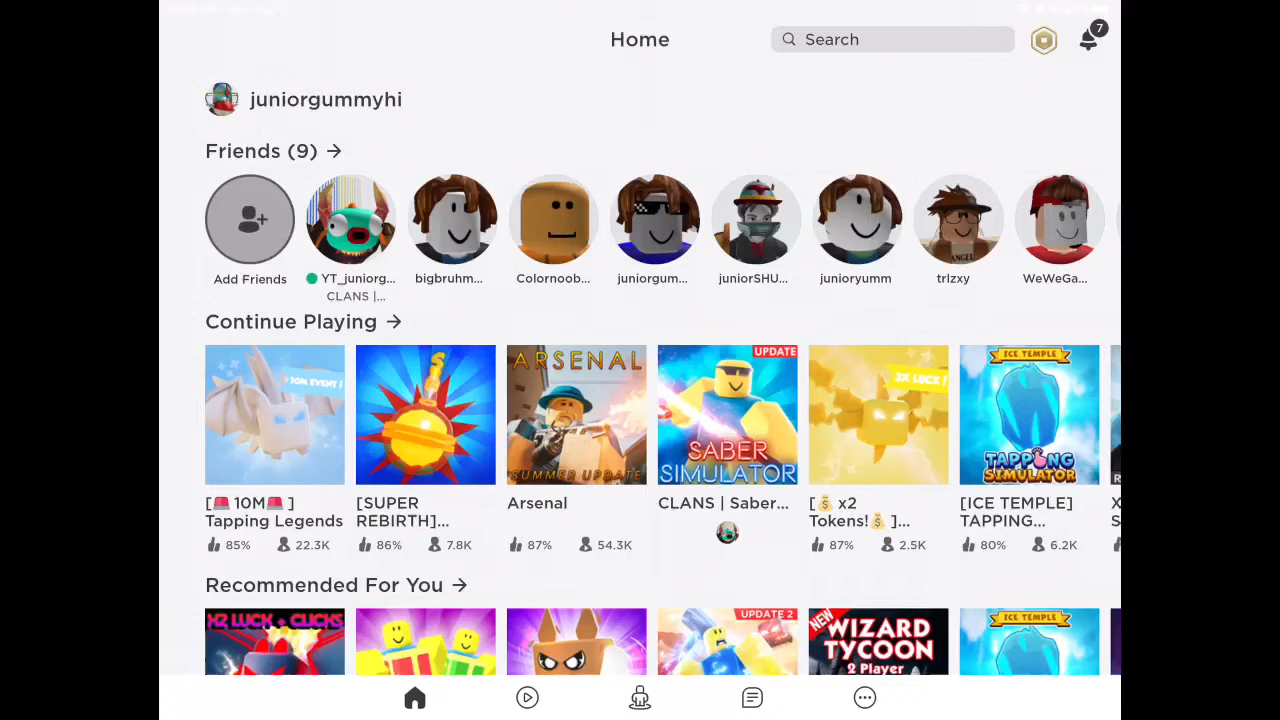 Home
Search
7
juniorgummyhi
Friends (9)
Add Friends
YT_juniorg...
CLANS |...
bigbruhm...
Colornoob...
juniorgum...
juniorSHU...
junioryumm
trlzxy
WeWeGa...
ANGEL
Continue Playing
10M EVENT !
ARSENAL
SUMMER UPDATE
UPDATE
SABER
SIMULATOR
2X LUCK !
ICE TEMPLE
TAPPING
SIMULATOR
[🚨 10M🚨 ]
Tapping Legends
85% 22.3K
[SUPER
REBIRTH]...
86% 7.8K
Arsenal
87% 54.3K
CLANS | Saber...
[💰 x2
Tokens!💰 ]...
87% 2.5K
[ICE TEMPLE]
TAPPING...
80% 6.2K
Recommended For You
X2 LUCK + CLICKS
UPDATE 2
NEW
WIZARD
TYCOON
2 Player
ICE TEMPLE